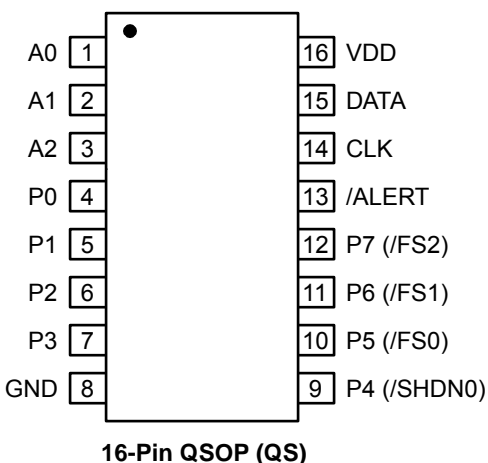 A0 1 16 VDD
A1 2 15 DATA
A2 3 14 CLK
P0 4 13 /ALERT
P1 5 12 P7 (/FS2)
P2 6 11 P6 (/FS1)
P3 7 10 P5 (/FS0)
GND 8 9 P4 (/SHDN0)
16-Pin QSOP (QS)